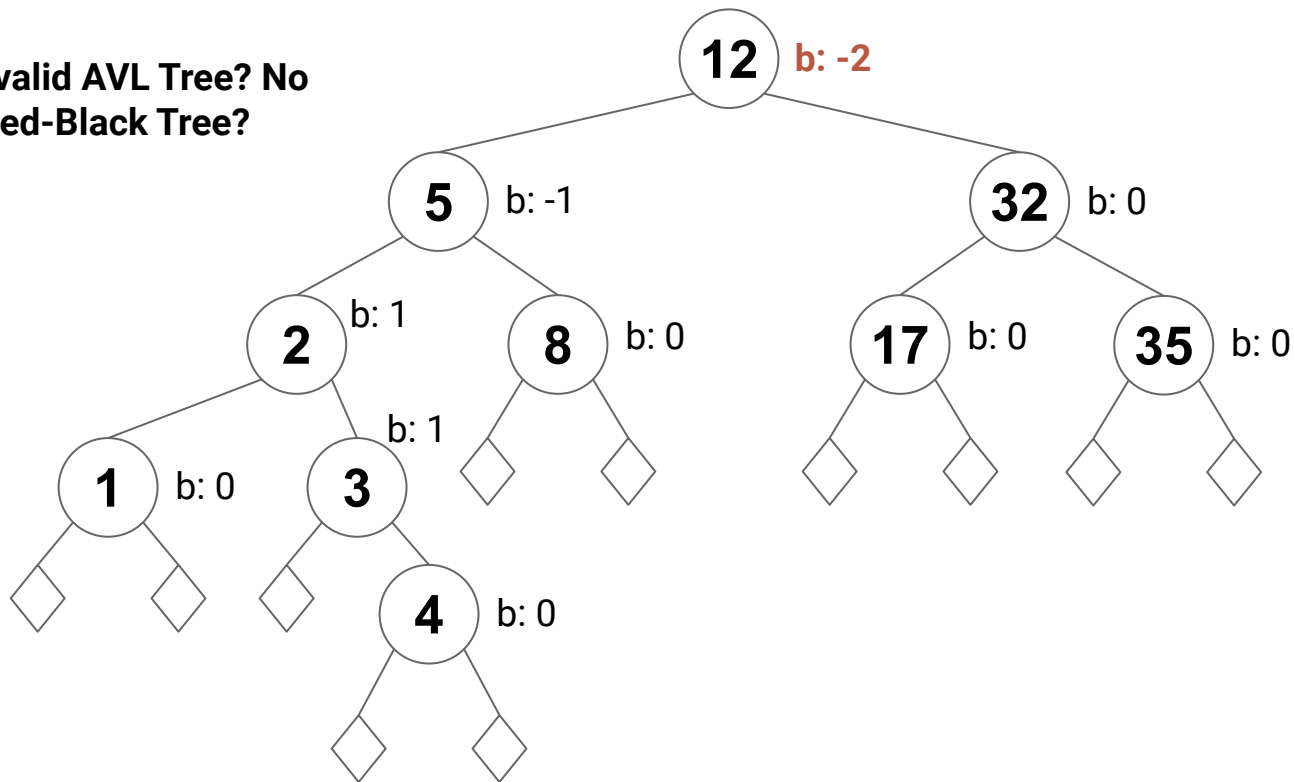 12 b: -2
valid AVL Tree? No
ed-Black Tree?
5 b: -1
32 b: 0
2 b: 1
8 b: 0
17 b: 0
35 b: 0
1 b: 0
3 b: 1
4 b: 0